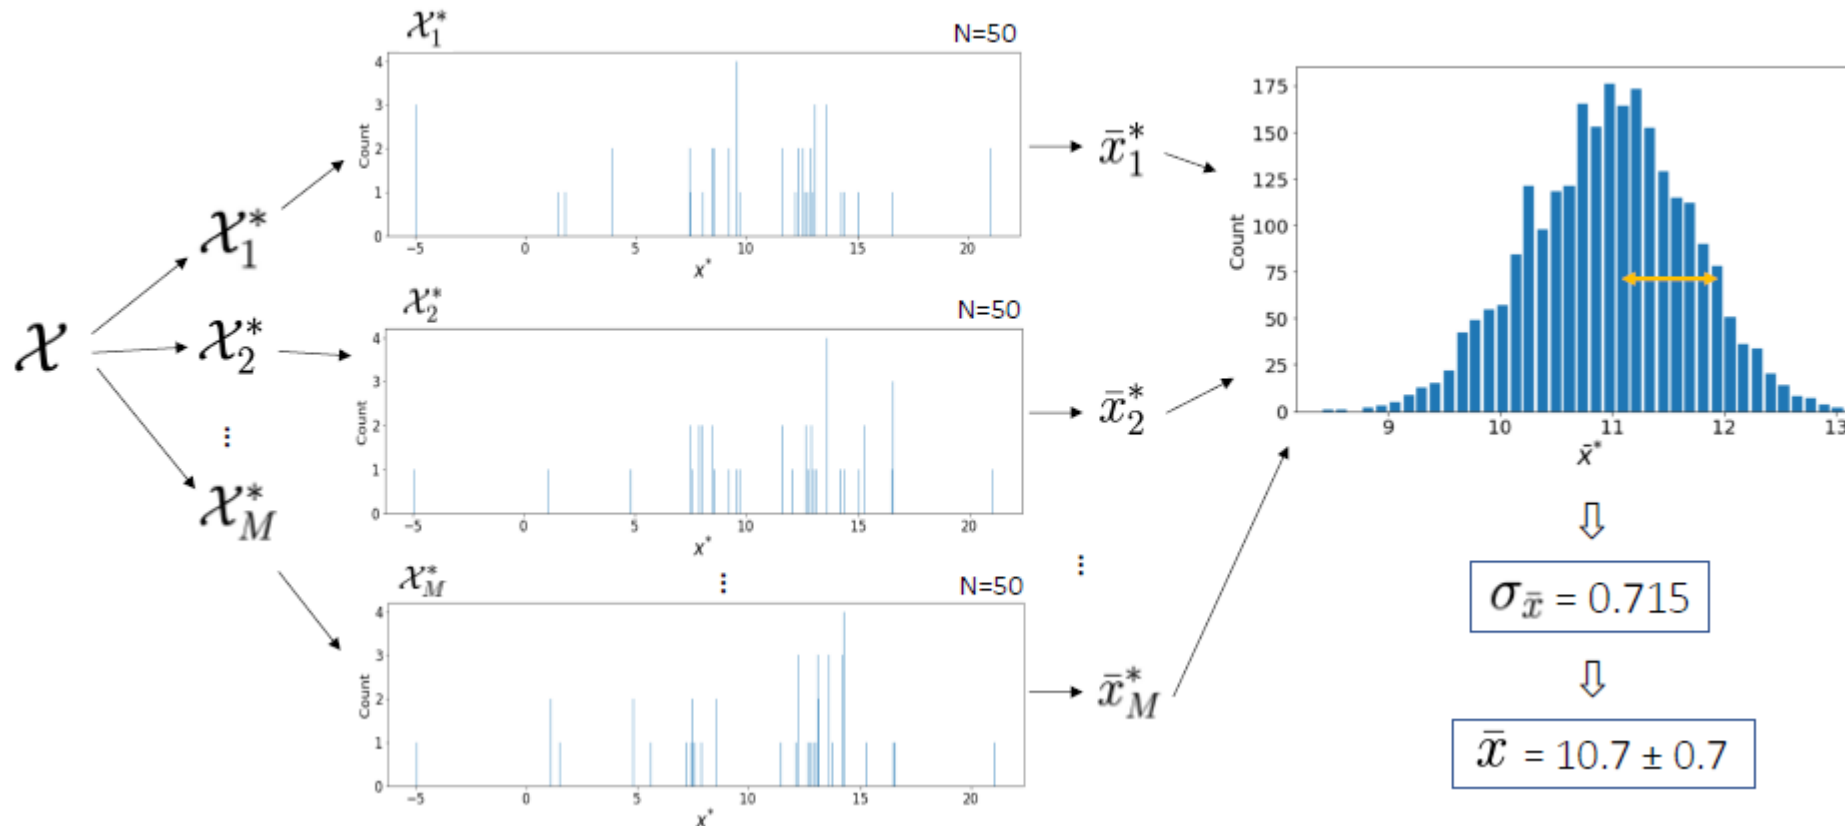 𝒳
𝒳₁*
𝒳₂*
⋮
𝒳_M*
𝒳₁*
N=50
Count
4
3
2
1
0
−5 0 5 10 15 20
x*
𝒳₂*
N=50
Count
4
3
2
1
0
−5 0 5 10 15 20
x*
⋮
𝒳_M*
N=50
Count
4
3
2
1
0
−5 0 5 10 15 20
x*
x̄₁*
x̄₂*
⋮
x̄_M*
Count
175
150
125
100
75
50
25
0
9 10 11 12 13
x̄*
σ_x̄ = 0.715
x̄ = 10.7 ± 0.7